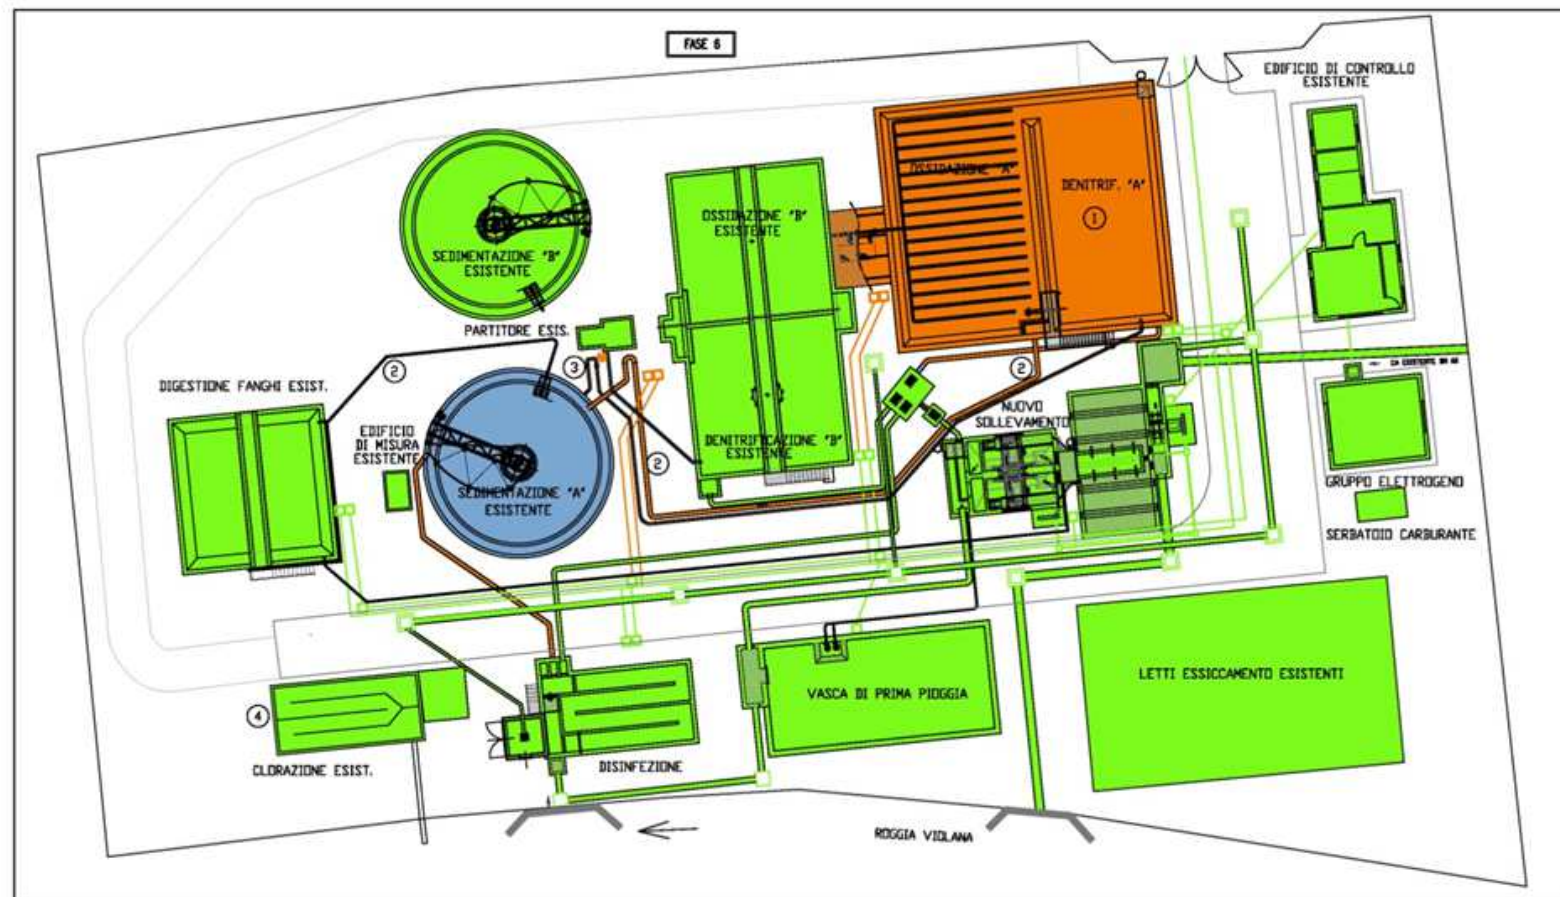 FASE 6
EDIFICIO DI CONTROLLO
ESISTENTE
OSSIDAZIONE "A"
DENITRIF. "A"
1
OSSIDAZIONE "B"
ESISTENTE
SEDIMENTAZIONE "B"
ESISTENTE
PARTITORE ESIS.
3
2
2
DIGESTIONE FANGHI ESIST.
NUOVO
SOLLEVAMENTO
EDIFICIO
DI MISURA
ESISTENTE
DENITRIFICAZIONE "B"
ESISTENTE
2
SEDIMENTAZIONE "A"
ESISTENTE
GRUPPO ELETTROGENO
SERBATOIO CARBURANTE
LETTI ESSICCAMENTO ESISTENTI
VASCA DI PRIMA PIOGGIA
4
CLORAZIONE ESIST.
DISINFEZIONE
ROGGIA VIOLANA